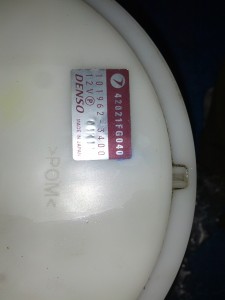 42021FG040
101962-3400
12V
DENSO
MADE IN JAPAN
>POM<